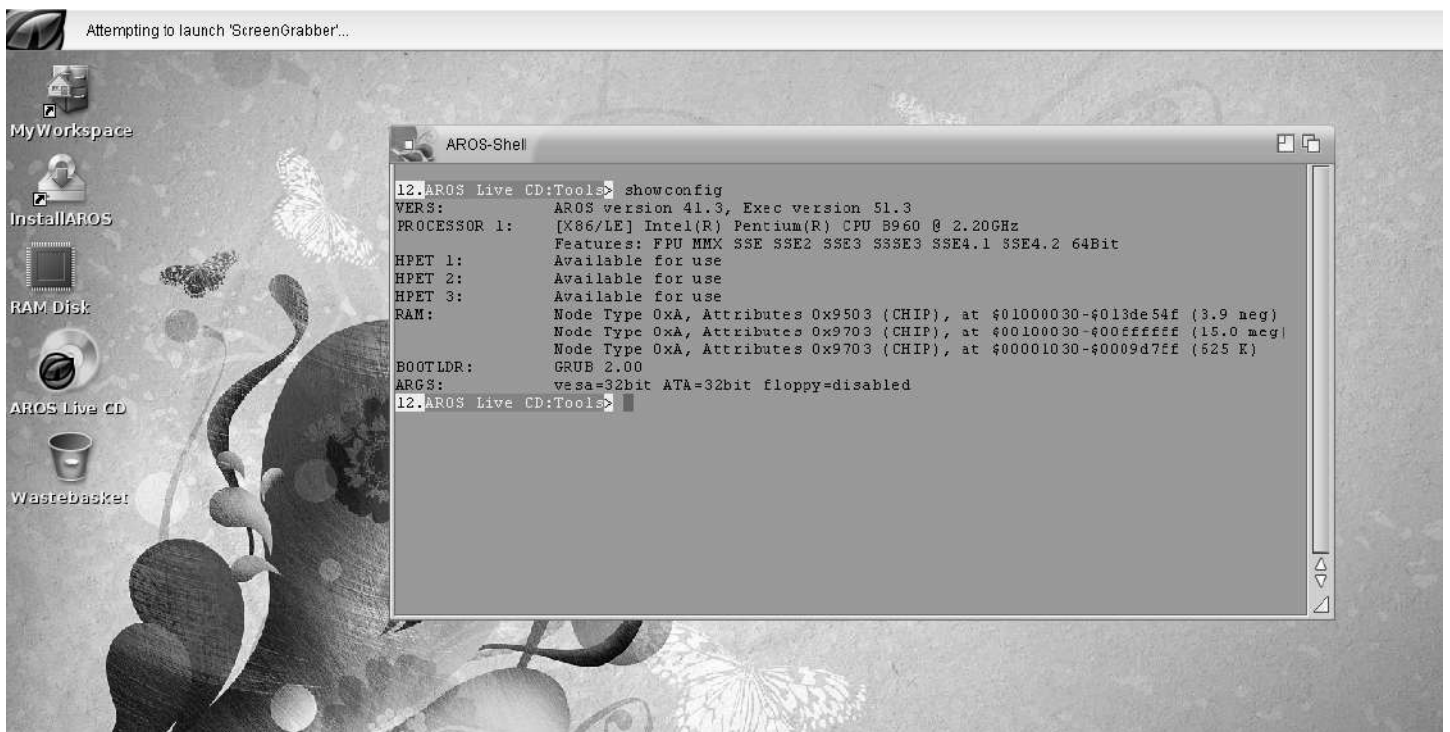 Attempting to launch 'ScreenGrabber'...
MyWorkspace
InstallAROS
RAM Disk
AROS Live CD
Wastebasket
AROS-Shell
12.AROS Live CD:Tools> showconfig
VERS: AROS version 41.3, Exec version 51.3
PROCESSOR 1: [X86/LE] Intel(R) Pentium(R) CPU B960 @ 2.20GHz
Features: FPU MMX SSE SSE2 SSE3 SSSE3 SSE4.1 SSE4.2 64Bit
HPET 1: Available for use
HPET 2: Available for use
HPET 3: Available for use
RAM: Node Type 0xA, Attributes 0x9503 (CHIP), at $01000030-$013de54f (3.9 meg)
Node Type 0xA, Attributes 0x9703 (CHIP), at $00100030-$00ffffff (15.0 meg)
Node Type 0xA, Attributes 0x9703 (CHIP), at $00001030-$0009d7ff (625 K)
BOOTLDR: GRUB 2.00
ARGS: vesa=32bit ATA=32bit floppy=disabled
12.AROS Live CD:Tools>